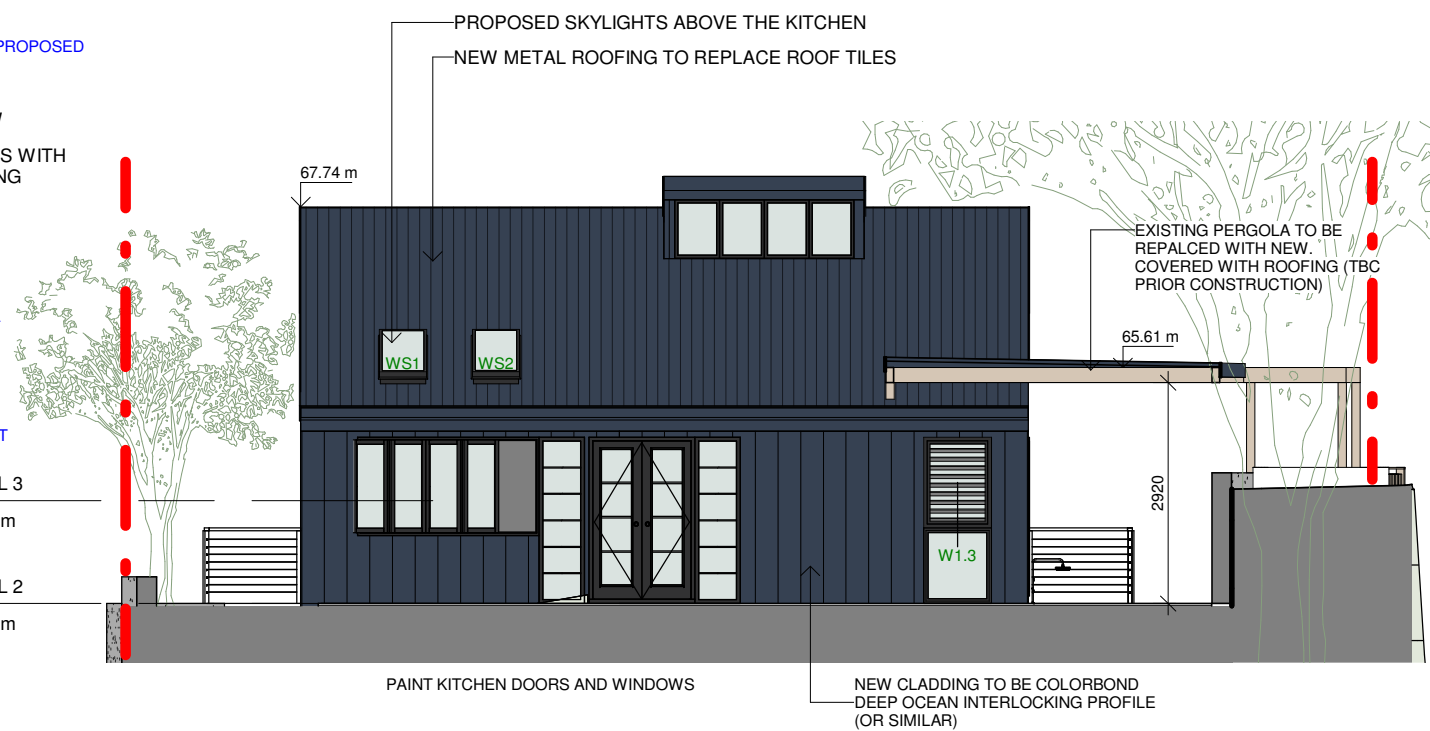 PROPOSED SKYLIGHTS ABOVE THE KITCHEN
PROPOSED
NEW METAL ROOFING TO REPLACE ROOF TILES
S WITH
NG
67.74 m
EXISTING PERGOLA TO BE
REPALCED WITH NEW.
COVERED WITH ROOFING (TBC
PRIOR CONSTRUCTION)
65.61 m
WS1
WS2
T
L 3
m
2920
W1.3
L 2
m
PAINT KITCHEN DOORS AND WINDOWS
NEW CLADDING TO BE COLORBOND
DEEP OCEAN INTERLOCKING PROFILE
(OR SIMILAR)